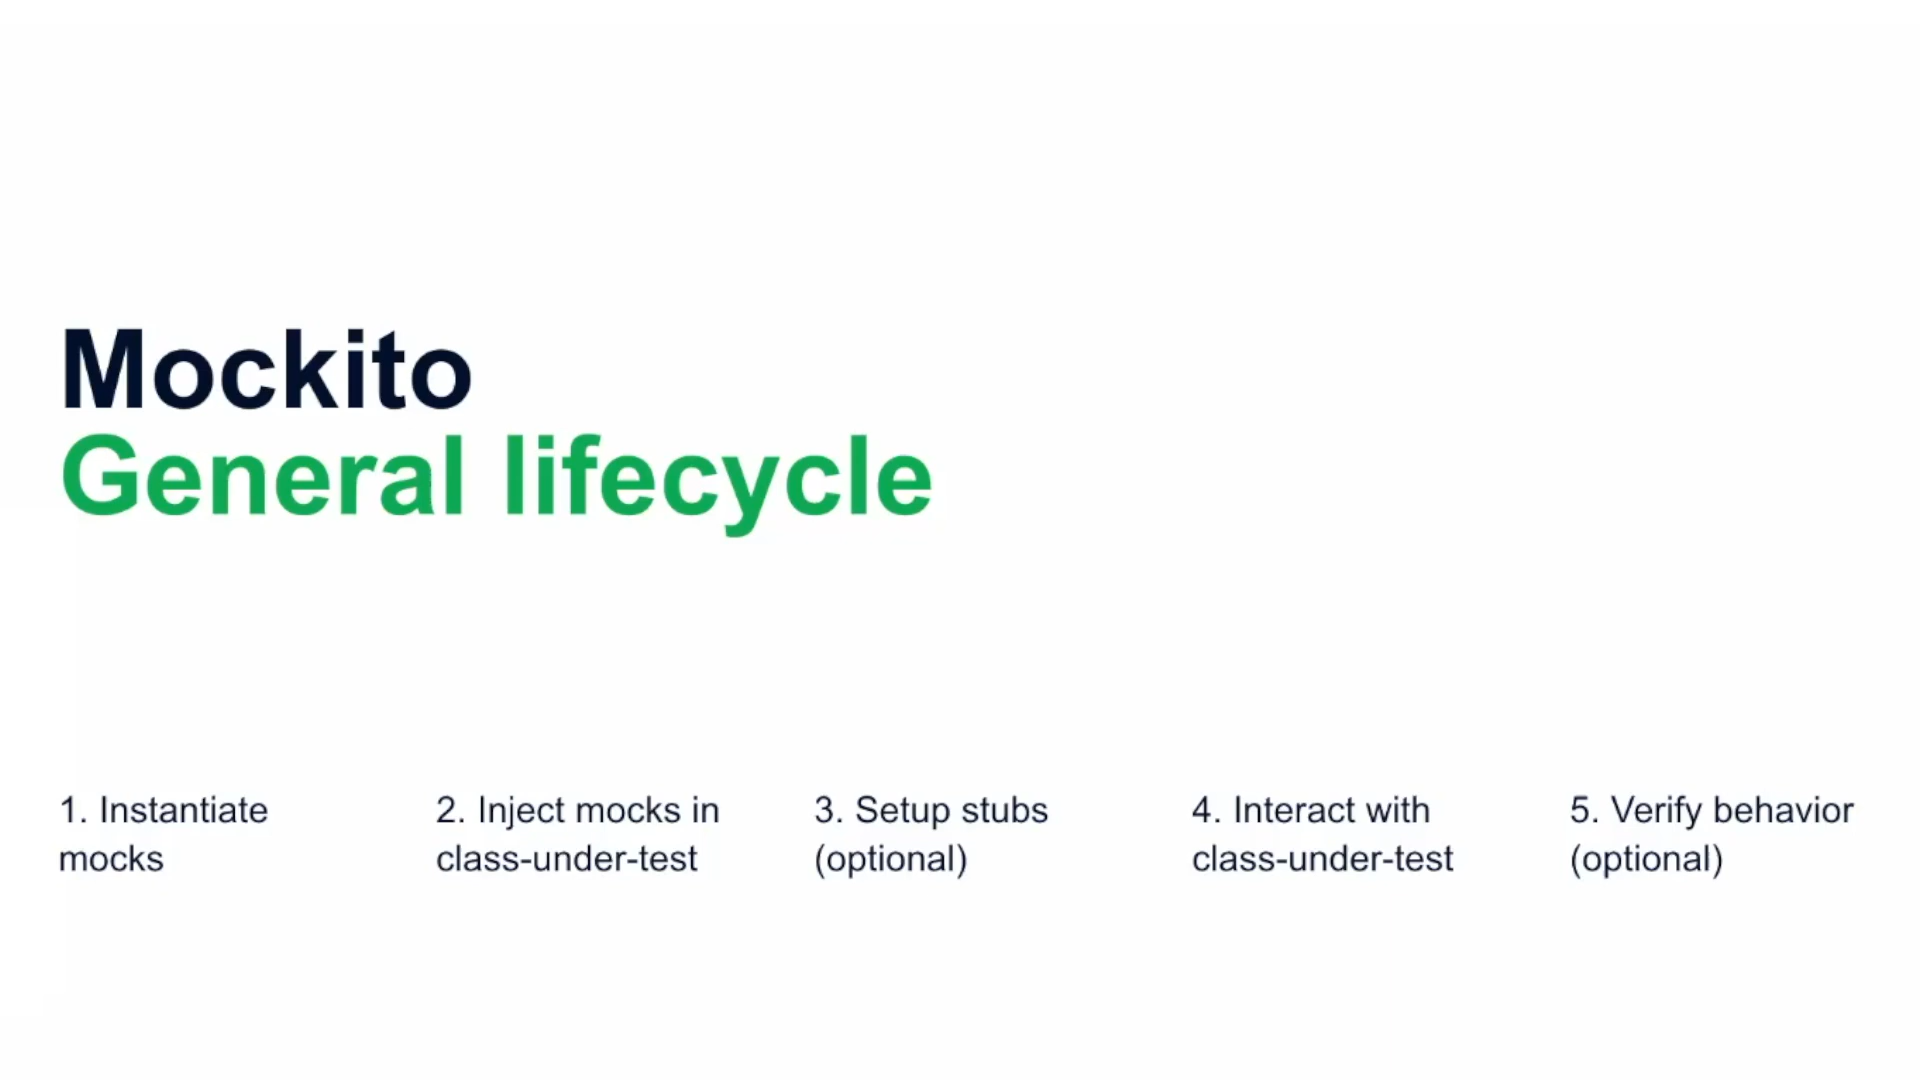 Mockito
General lifecycle
1. Instantiate
mocks
2. Inject mocks in
class-under-test
3. Setup stubs
(optional)
4. Interact with
class-under-test
5. Verify behavior
(optional)